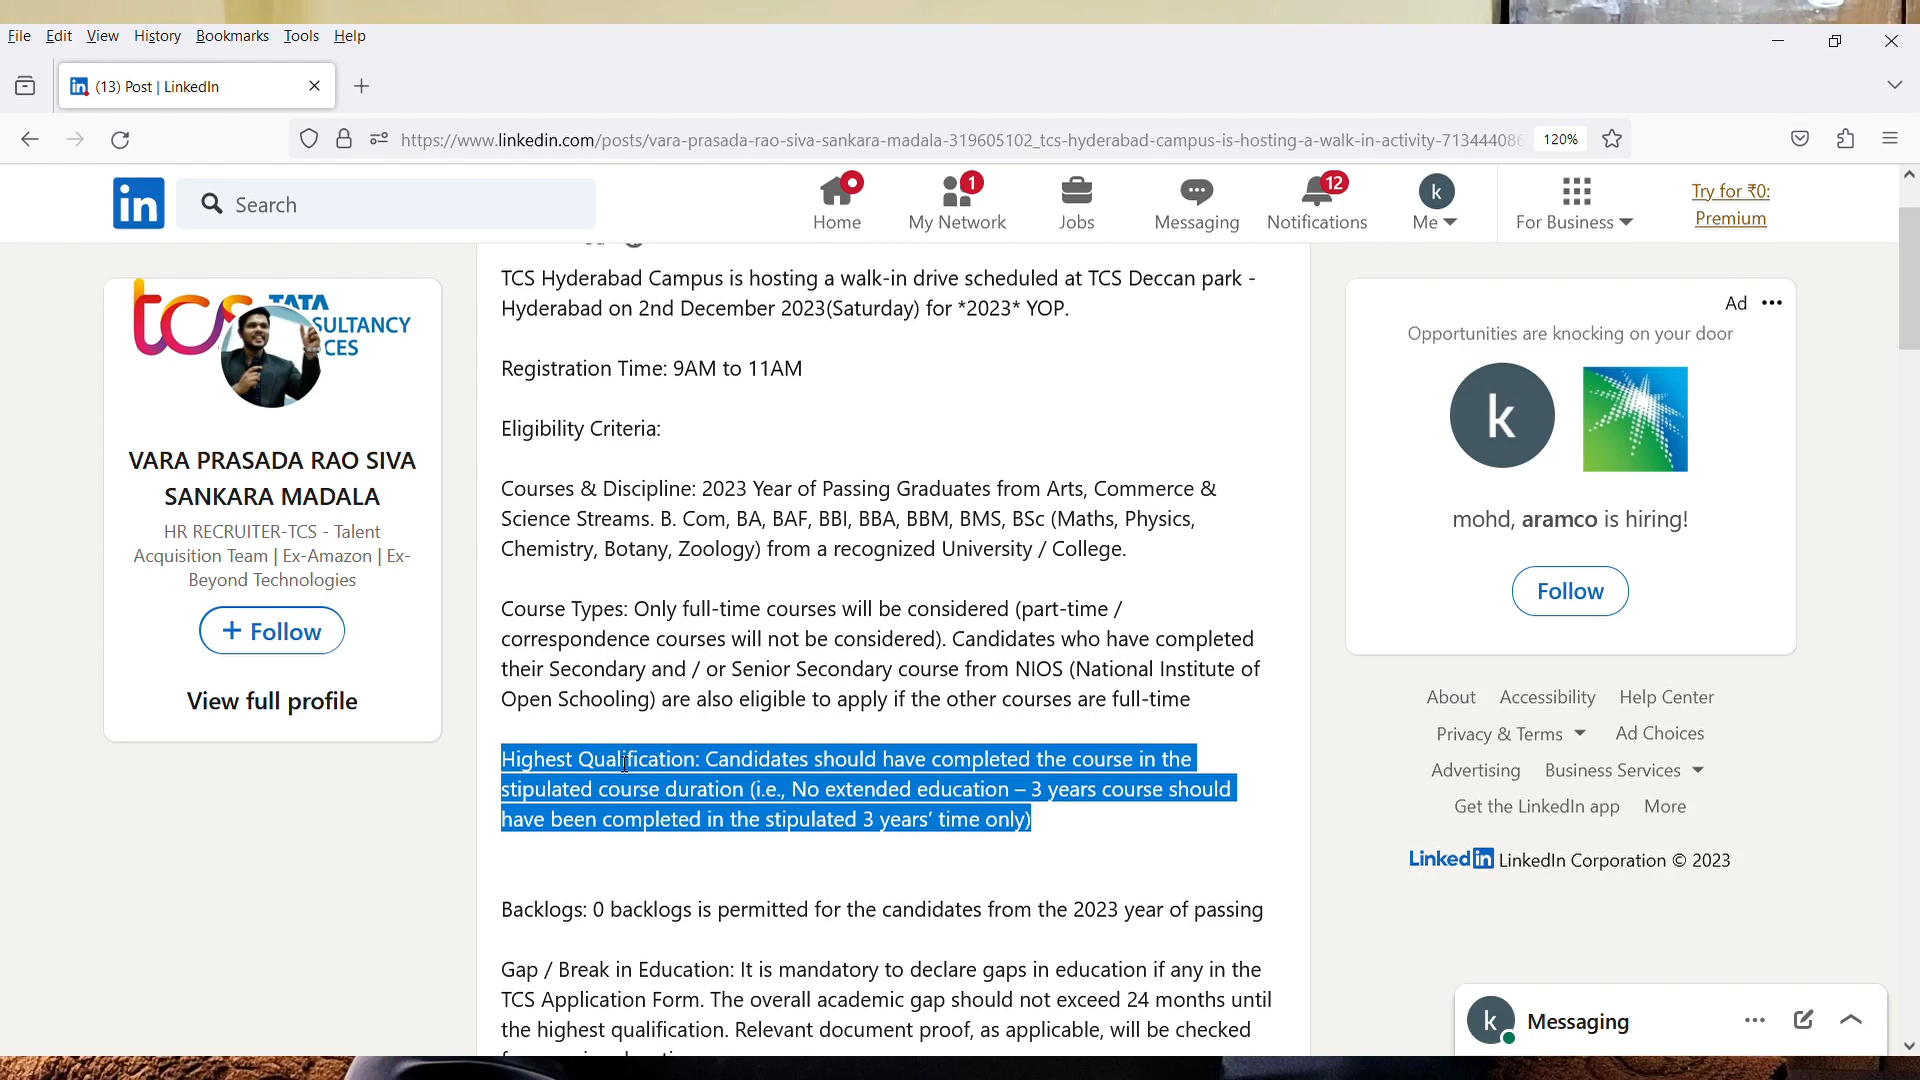 File Edit View History Bookmarks Tools Help
(13) Post | LinkedIn
https://www.linkedin.com/posts/vara-prasada-rao-siva-sankara-madala-319605102_tcs-hyderabad-campus-is-hosting-a-walk-in-activity-713444086
120%
in
Search
Home
1
My Network
Jobs
Messaging
12
Notifications
k
Me
For Business
Try for ₹0:
Premium
tcs TATA
SULTANCY
CES
VARA PRASADA RAO SIVA
SANKARA MADALA
HR RECRUITER-TCS - Talent
Acquisition Team | Ex-Amazon | Ex-
Beyond Technologies
+ Follow
View full profile
TCS Hyderabad Campus is hosting a walk-in drive scheduled at TCS Deccan park -
Hyderabad on 2nd December 2023(Saturday) for *2023* YOP.
Registration Time: 9AM to 11AM
Eligibility Criteria:
Courses & Discipline: 2023 Year of Passing Graduates from Arts, Commerce &
Science Streams. B. Com, BA, BAF, BBI, BBA, BBM, BMS, BSc (Maths, Physics,
Chemistry, Botany, Zoology) from a recognized University / College.
Course Types: Only full-time courses will be considered (part-time /
correspondence courses will not be considered). Candidates who have completed
their Secondary and / or Senior Secondary course from NIOS (National Institute of
Open Schooling) are also eligible to apply if the other courses are full-time
Highest Qualification: Candidates should have completed the course in the
stipulated course duration (i.e., No extended education – 3 years course should
have been completed in the stipulated 3 years’ time only)
Backlogs: 0 backlogs is permitted for the candidates from the 2023 year of passing
Gap / Break in Education: It is mandatory to declare gaps in education if any in the
TCS Application Form. The overall academic gap should not exceed 24 months until
the highest qualification. Relevant document proof, as applicable, will be checked
Ad
Opportunities are knocking on your door
k
mohd, aramco is hiring!
Follow
About Accessibility Help Center
Privacy & Terms Ad Choices
Advertising Business Services
Get the LinkedIn app More
Linked in LinkedIn Corporation © 2023
k Messaging